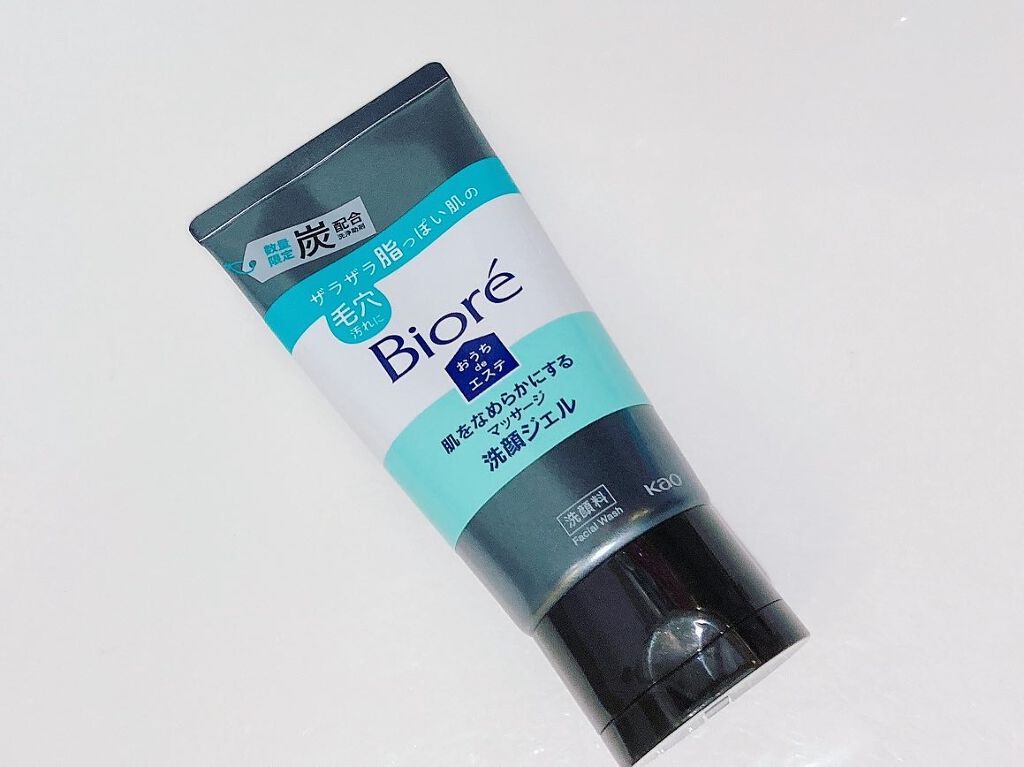 数量
限定
炭
配合
洗浄助剤
ザラザラ脂っぽい肌の
毛穴
汚れに
Bioré
おうち
de
エステ
肌をなめらかにする
マッサージ
洗顔ジェル
洗顔料
Facial Wash
Kao